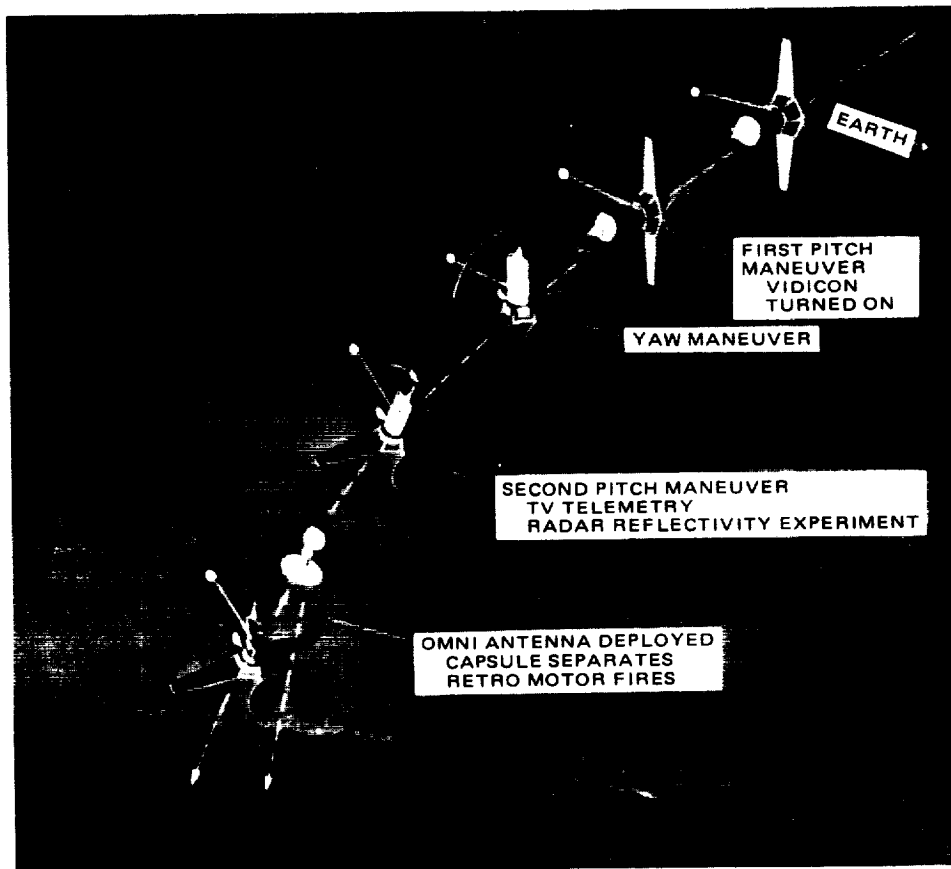 EARTH
FIRST PITCH
MANEUVER
VIDICON
TURNED ON
YAW MANEUVER
SECOND PITCH MANEUVER
TV TELEMETRY
RADAR REFLECTIVITY EXPERIMENT
OMNI ANTENNA DEPLOYED
CAPSULE SEPARATES
RETRO MOTOR FIRES